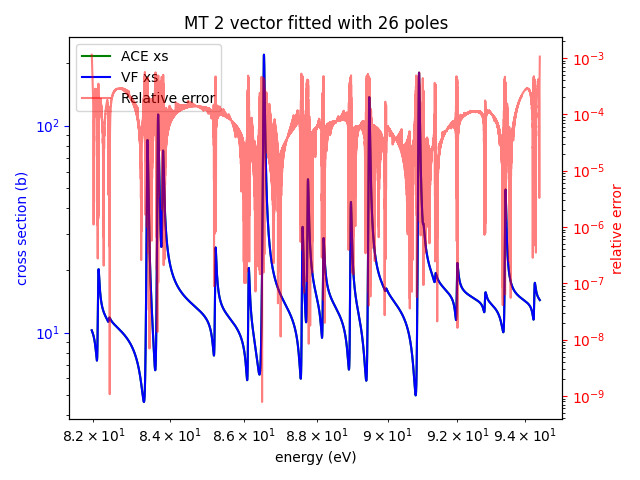 MT 2 vector fitted with 26 poles
ACE xs
VF xs
Relative error
cross section (b)
10²
10¹
10⁻³
10⁻⁴
10⁻⁵
10⁻⁶
10⁻⁷
10⁻⁸
10⁻⁹
relative error
8.2 × 10¹ 8.4 × 10¹ 8.6 × 10¹ 8.8 × 10¹ 9 × 10¹ 9.2 × 10¹ 9.4 × 10¹
energy (eV)